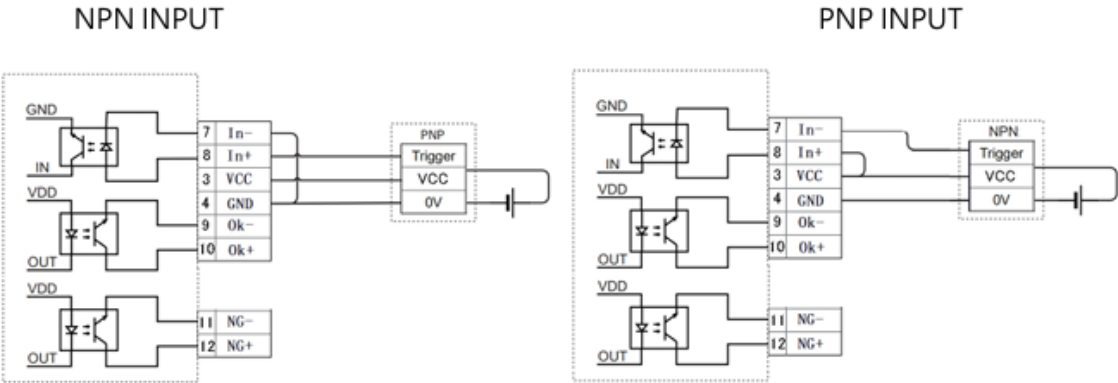 NPN INPUT
GND
IN
VDD
OUT
VDD
OUT
7 In-
8 In+
3 VCC
4 GND
9 Ok-
10 Ok+
11 NG-
12 NG+
PNP
Trigger
VCC
0V
PNP INPUT
GND
IN
VDD
OUT
VDD
OUT
7 In-
8 In+
3 VCC
4 GND
9 Ok-
10 Ok+
11 NG-
12 NG+
NPN
Trigger
VCC
0V